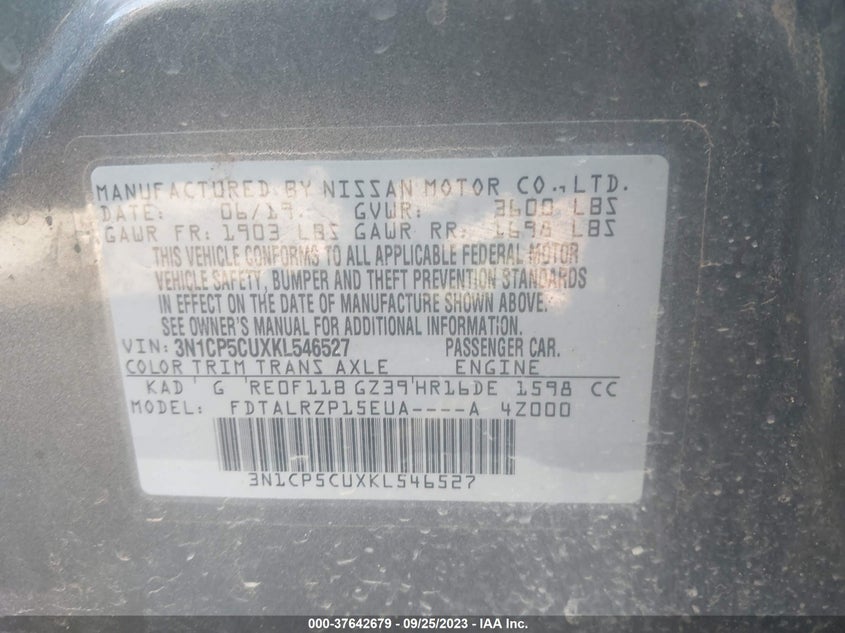 MANUFACTURED BY NISSAN MOTOR CO.,LTD.
DATE: 06/19 GVWR: 3600 LBS
GAWR FR: 1903 LBS GAWR RR: 1698 LBS
THIS VEHICLE CONFORMS TO ALL APPLICABLE FEDERAL MOTOR
VEHICLE SAFETY, BUMPER AND THEFT PREVENTION STANDARDS
IN EFFECT ON THE DATE OF MANUFACTURE SHOWN ABOVE.
SEE OWNER'S MANUAL FOR ADDITIONAL INFORMATION.
VIN: 3N1CP5CUXKL546527 PASSENGER CAR.
COLOR TRIM TRANS AXLE ENGINE
KAD G RE0F11B GZ39 HR16DE 1598 CC
MODEL: FDTALRZP15EUA----A 4Z000
3N1CP5CUXKL546527
000-37642679 - 09/25/2023 - IAA Inc.